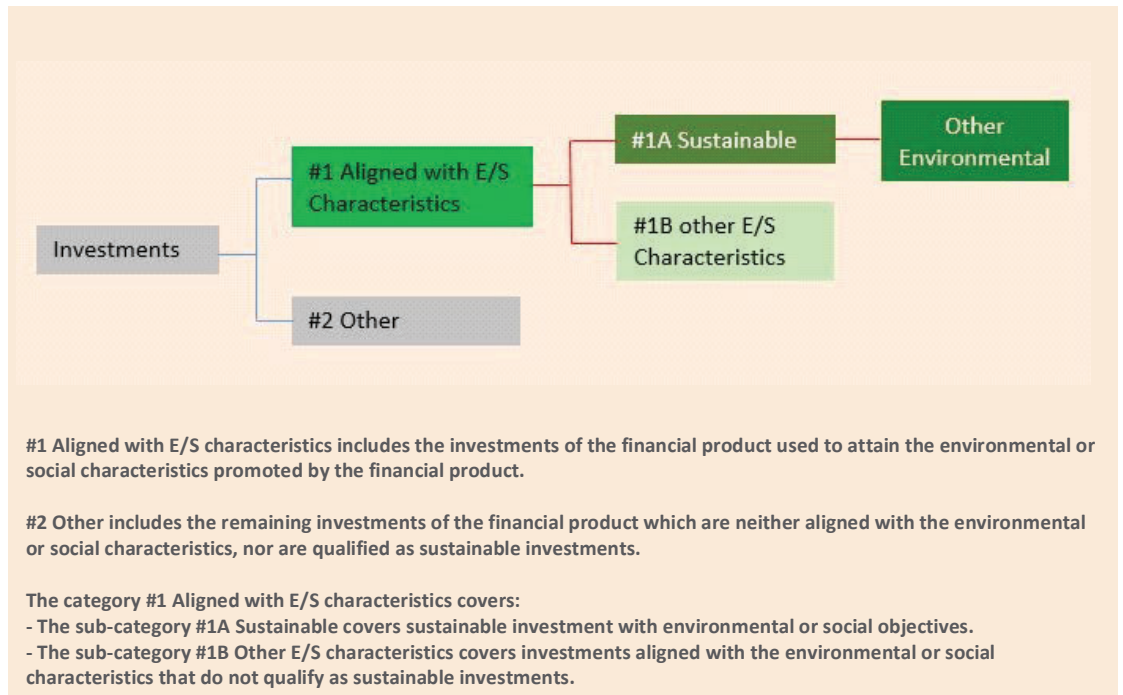 Investments
#1 Aligned with E/S
Characteristics
#2 Other
#1A Sustainable
#1B other E/S
Characteristics
Other
Environmental
#1 Aligned with E/S characteristics includes the investments of the financial product used to attain the environmental or
social characteristics promoted by the financial product.
#2 Other includes the remaining investments of the financial product which are neither aligned with the environmental
or social characteristics, nor are qualified as sustainable investments.
The category #1 Aligned with E/S characteristics covers:
- The sub-category #1A Sustainable covers sustainable investment with environmental or social objectives.
- The sub-category #1B Other E/S characteristics covers investments aligned with the environmental or social
characteristics that do not qualify as sustainable investments.